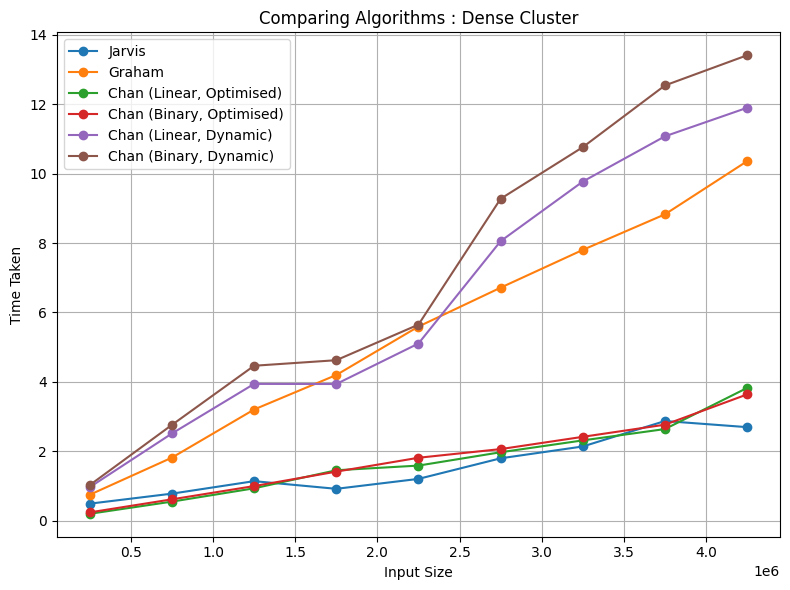 Comparing Algorithms : Dense Cluster
Jarvis
Graham
Chan (Linear, Optimised)
Chan (Binary, Optimised)
Chan (Linear, Dynamic)
Chan (Binary, Dynamic)
Time Taken
14
12
10
8
6
4
2
0
0.5 1.0 1.5 2.0 2.5 3.0 3.5 4.0
1e6
Input Size